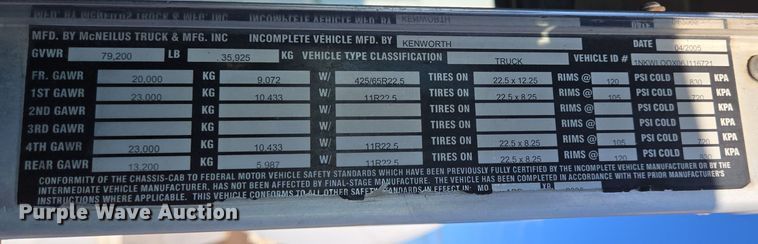 MFD. BY McNEILUS TRUCK & MFG. INC INCOMPLETE VEHICLE MFD. BY KENWORTH DATE 04/2005
GVWR 79,200 LB 35,925 KG VEHICLE TYPE CLASSIFICATION TRUCK VEHICLE ID #
FR. GAWR 20,000 KG 9,072 W/ 425/65R22.5 TIRES ON 22.5 x 12.25 RIMS @ 120 PSI COLD 830 KPA
1ST GAWR 23,000 KG 10,433 W/ 11R22.5 TIRES ON 22.5 x 8.25 RIMS @ 105 PSI COLD 720 KPA
2ND GAWR KG W/ TIRES ON RIMS @ PSI COLD KPA
3RD GAWR KG W/ TIRES ON RIMS @ PSI COLD KPA
4TH GAWR 23,000 KG 10,433 W/ 11R22.5 TIRES ON 22.5 x 8.25 RIMS @ 105 PSI COLD 720 KPA
REAR GAWR 13,200 KG 5,987 W/ 11R22.5 TIRES ON 22.5 x 8.25 RIMS @ 120 PSI COLD KPA
CONFORMITY OF THE CHASSIS-CAB TO FEDERAL MOTOR VEHICLE SAFETY STANDARDS WHICH HAVE BEEN PREVIOUSLY FULLY CERTIFIED BY THE INCOMPLETE VEHICLE MANUFACTURER OR BY THE
INTERMEDIATE VEHICLE MANUFACTURER, HAS NOT BEEN AFFECTED BY FINAL-STAGE MANUFACTURE. THE VEHICLE HAS BEEN COMPLETED IN ACCORDANCE WITH THE PRIOR MANUFACTURER'S
INSTRUCTIONS WHERE APPLICABLE. THIS VEHICLE CONFORMS TO ALL OTHER SAFETY STANDARDS IN EFFECT IN: MO. YR.
Purple Wave Auction